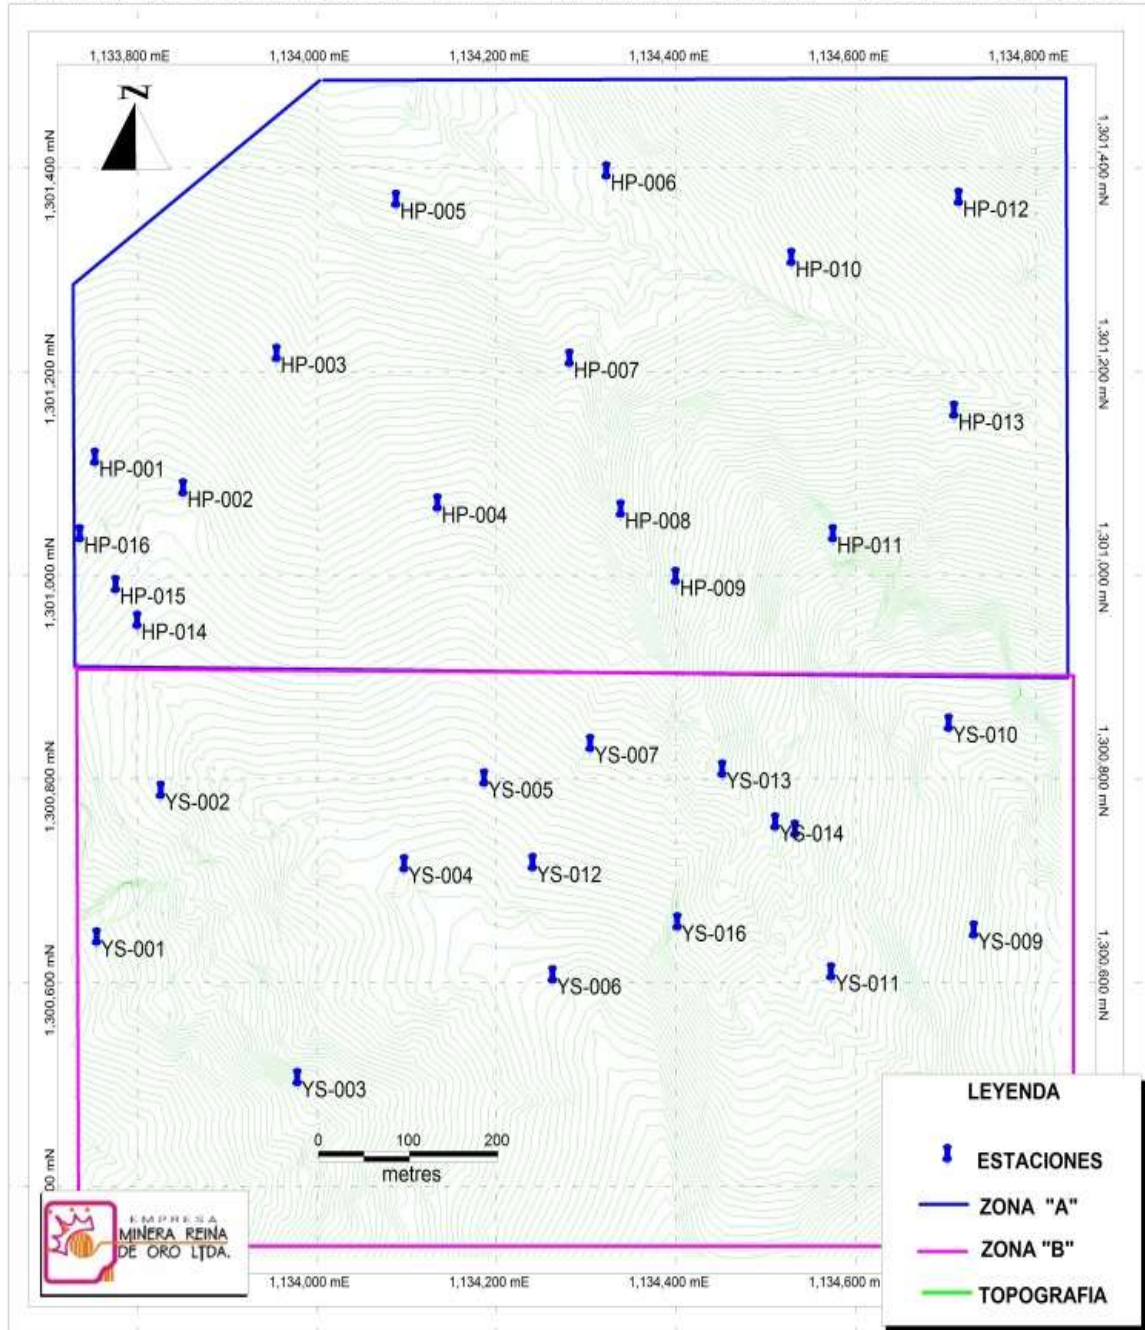 1,133,800 mE 1,134,000 mE 1,134,200 mE 1,134,400 mE 1,134,600 mE 1,134,800 mE
N
1,301,400 mN
1,301,400 mN
HP-006
HP-005
HP-012
HP-010
HP-003
HP-007
1,301,200 mN
1,301,200 mN
HP-013
HP-001
HP-002
HP-004
HP-008
HP-016
HP-011
1,301,000 mN
1,301,000 mN
HP-015
HP-009
HP-014
YS-010
YS-007
YS-013
1,300,800 mN
1,300,800 mN
YS-002
YS-005
YS-014
YS-004
YS-012
YS-001
YS-016
YS-009
1,300,600 mN
1,300,600 mN
YS-006
YS-011
YS-003
0 100 200
metres
00 mN
LEYENDA
ESTACIONES
ZONA "A"
ZONA "B"
TOPOGRAFIA
EMPRESA
MINERA REINA
DE ORO LTDA.
1,134,000 mE 1,134,200 mE 1,134,400 mE 1,134,600 mE